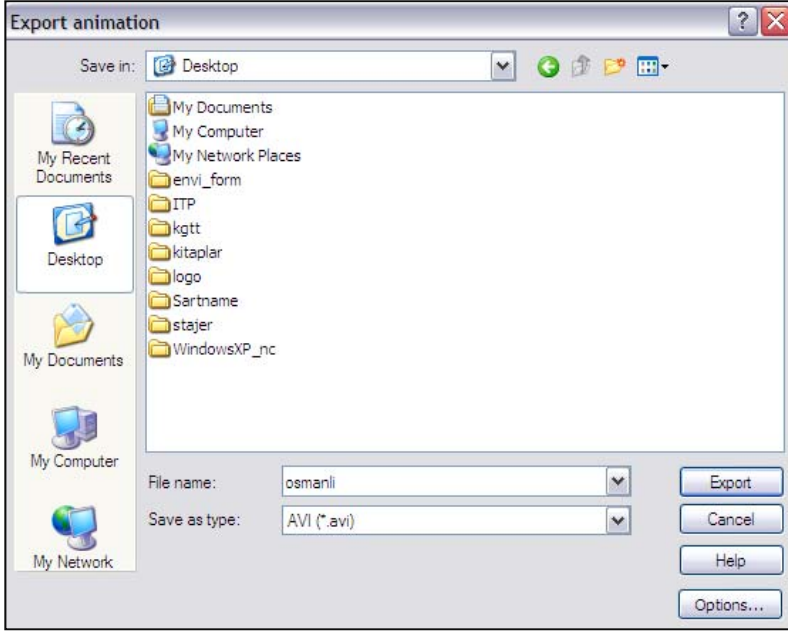 Export animation
Save in: Desktop
My Recent
Documents
Desktop
My Documents
My Computer
My Network
My Documents
My Computer
My Network Places
envi_form
ITP
kgtt
kitaplar
logo
Sartname
stajer
WindowsXP_nc
File name: osmanli Export
Save as type: AVI (*.avi) Cancel
Help
Options...